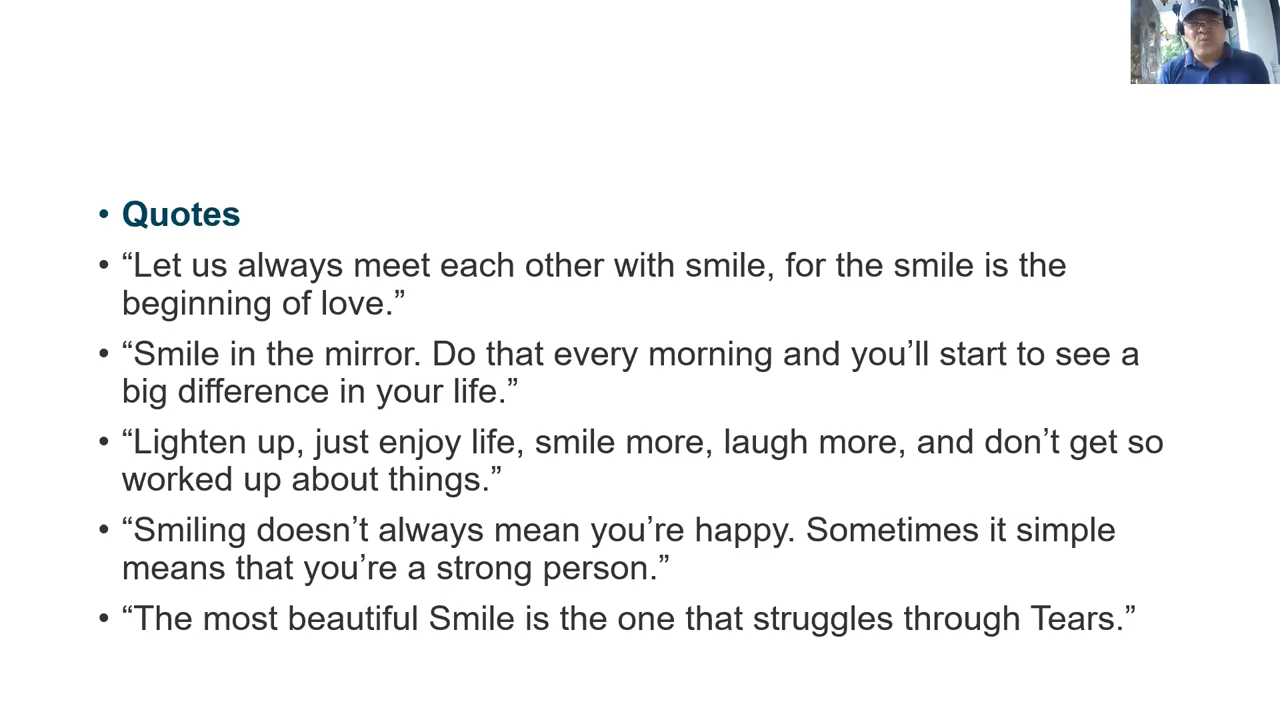 • Quotes
• “Let us always meet each other with smile, for the smile is the
beginning of love.”
• “Smile in the mirror. Do that every morning and you’ll start to see a
big difference in your life.”
• “Lighten up, just enjoy life, smile more, laugh more, and don’t get so
worked up about things.”
• “Smiling doesn’t always mean you’re happy. Sometimes it simple
means that you’re a strong person.”
• “The most beautiful Smile is the one that struggles through Tears.”